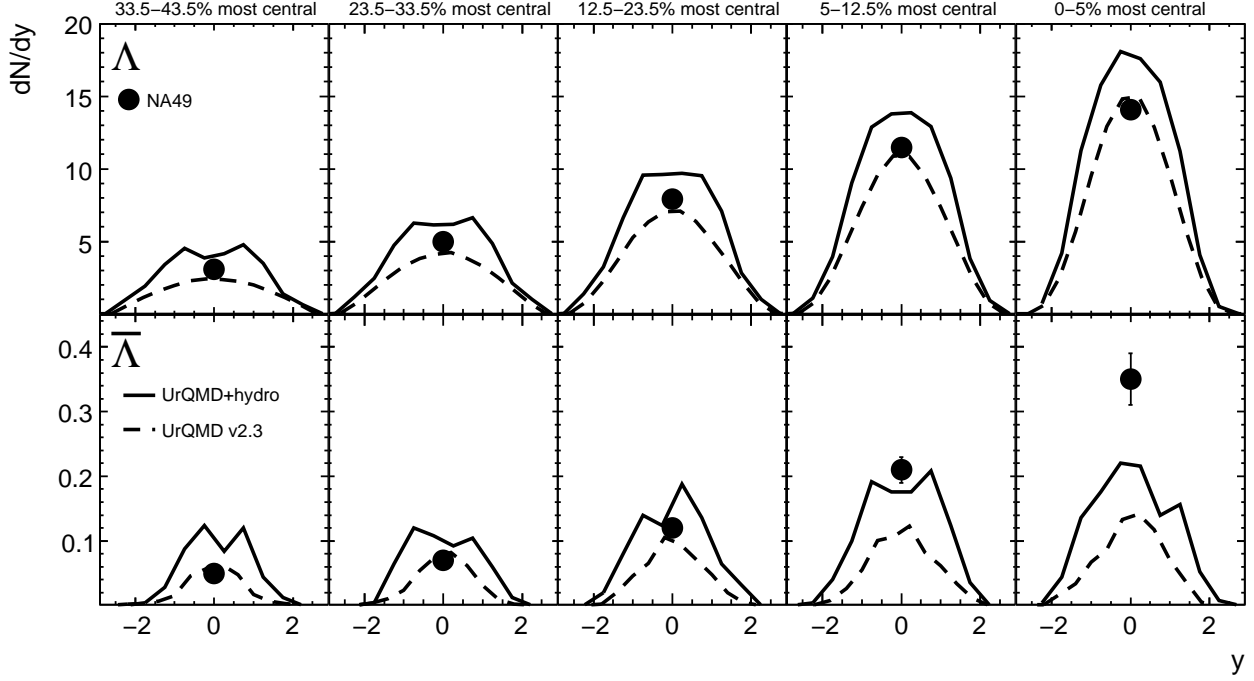 33.5–43.5% most central 23.5–33.5% most central 12.5–23.5% most central 5–12.5% most central 0–5% most central
dN/dy
20
15
10
5
Λ
NA49
Λ̅
UrQMD+hydro
UrQMD v2.3
0.4
0.3
0.2
0.1
−2 0 2 −2 0 2 −2 0 2 −2 0 2 −2 0 2
y